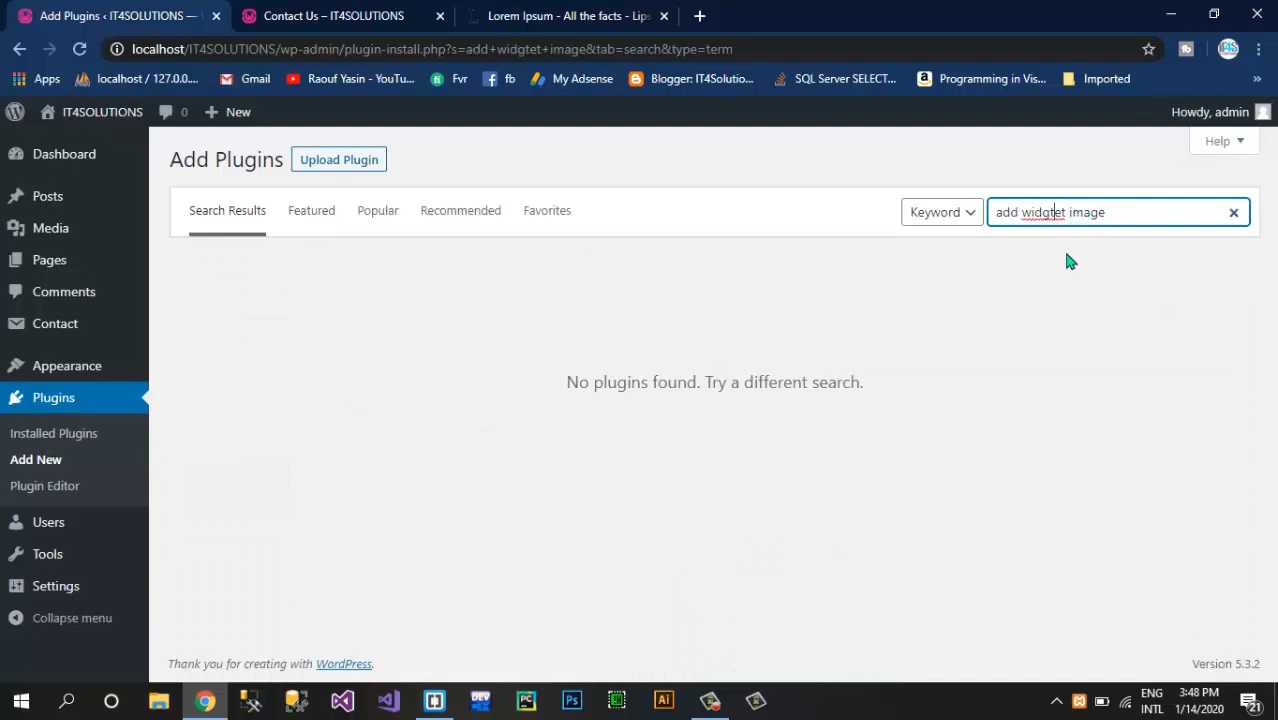 Add Plugins ‹ IT4SOLUTIONS — W
Contact Us – IT4SOLUTIONS
Lorem Ipsum - All the facts - Lips
localhost/IT4SOLUTIONS/wp-admin/plugin-install.php?s=add+widgtet+image&tab=search&type=term
Apps
localhost / 127.0.0....
Gmail
Raouf Yasin - YouTu...
Fvr
fb
My Adsense
Blogger: IT4Solutio...
SQL Server SELECT...
Programming in Vis...
Imported
»
IT4SOLUTIONS
0
New
Howdy, admin
Dashboard
Posts
Media
Pages
Comments
Contact
Appearance
Plugins
Installed Plugins
Add New
Plugin Editor
Users
Tools
Settings
Collapse menu
Help
Add Plugins
Upload Plugin
Search Results
Featured
Popular
Recommended
Favorites
Keyword
add widgtet image
No plugins found. Try a different search.
Thank you for creating with WordPress.
Version 5.3.2
DEV
PC
Ps
Ai
ENG
INTL
3:48 PM
1/14/2020
21